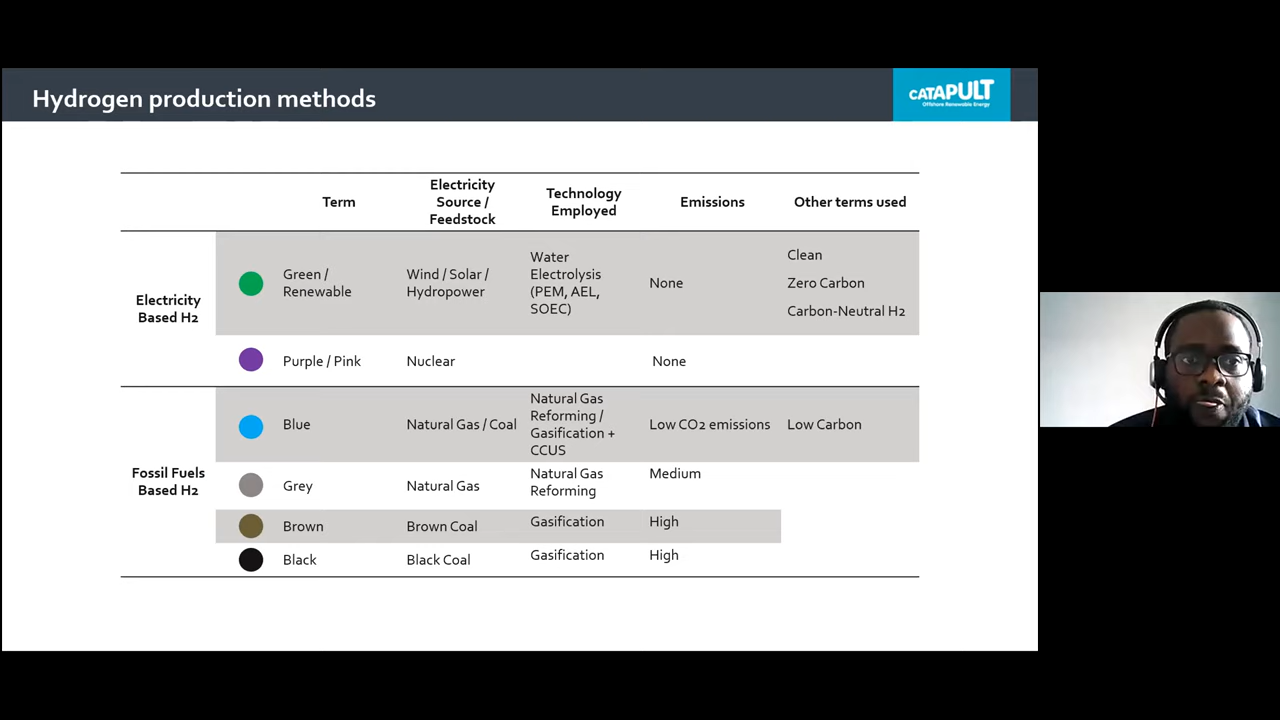 Hydrogen production methods
CATAPULT
Offshore Renewable Energy
Term
Electricity
Source /
Feedstock
Technology
Employed
Emissions
Other terms used
Electricity
Based H2
Green /
Renewable
Wind / Solar /
Hydropower
Water
Electrolysis
(PEM, AEL,
SOEC)
None
Clean
Zero Carbon
Carbon-Neutral H2
Purple / Pink
Nuclear
None
Fossil Fuels
Based H2
Blue
Natural Gas / Coal
Natural Gas
Reforming /
Gasification +
CCUS
Low CO2 emissions
Low Carbon
Grey
Natural Gas
Natural Gas
Reforming
Medium
Brown
Brown Coal
Gasification
High
Black
Black Coal
Gasification
High